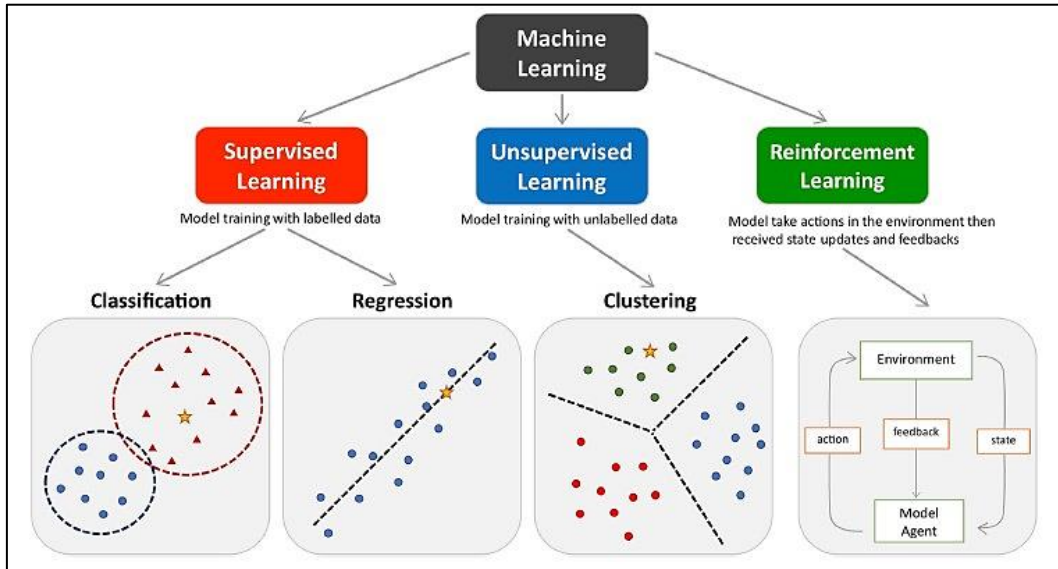 Machine
Learning
Supervised
Learning
Unsupervised
Learning
Reinforcement
Learning
Model training with labelled data
Model training with unlabelled data
Model take actions in the environment then
received state updates and feedbacks
Classification
Regression
Clustering
Environment
action
feedback
state
Model
Agent